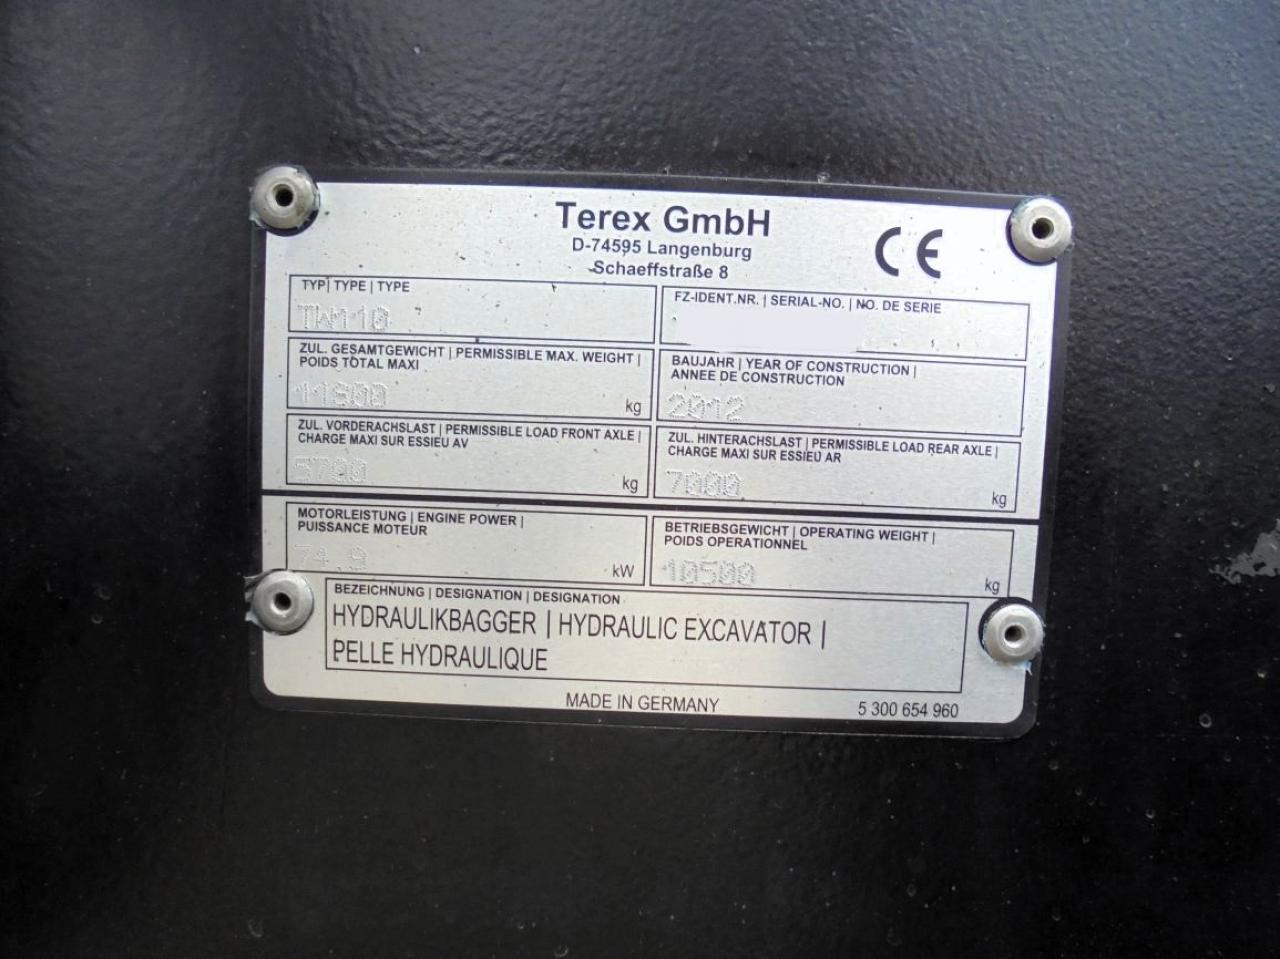 Terex GmbH
D-74595 Langenburg
Schaeffstraße 8
CE
TYP | TYPE | TYPE
TW110
FZ-IDENT.NR. | SERIAL-NO. | NO. DE SERIE
ZUL. GESAMTGEWICHT | PERMISSIBLE MAX. WEIGHT |
POIDS TOTAL MAXI
kg
BAUJAHR | YEAR OF CONSTRUCTION |
ANNEE DE CONSTRUCTION
2012
ZUL. VORDERACHSLAST | PERMISSIBLE LOAD FRONT AXLE |
CHARGE MAXI SUR ESSIEU AV
5700 kg
ZUL. HINTERACHSLAST | PERMISSIBLE LOAD REAR AXLE |
CHARGE MAXI SUR ESSIEU AR
7000 kg
MOTORLEISTUNG | ENGINE POWER |
PUISSANCE MOTEUR
74.9 kW
BETRIEBSGEWICHT | OPERATING WEIGHT |
POIDS OPERATIONNEL
10500 kg
BEZEICHNUNG | DESIGNATION | DESIGNATION
HYDRAULIKBAGGER | HYDRAULIC EXCAVATOR |
PELLE HYDRAULIQUE
MADE IN GERMANY
5 300 654 960